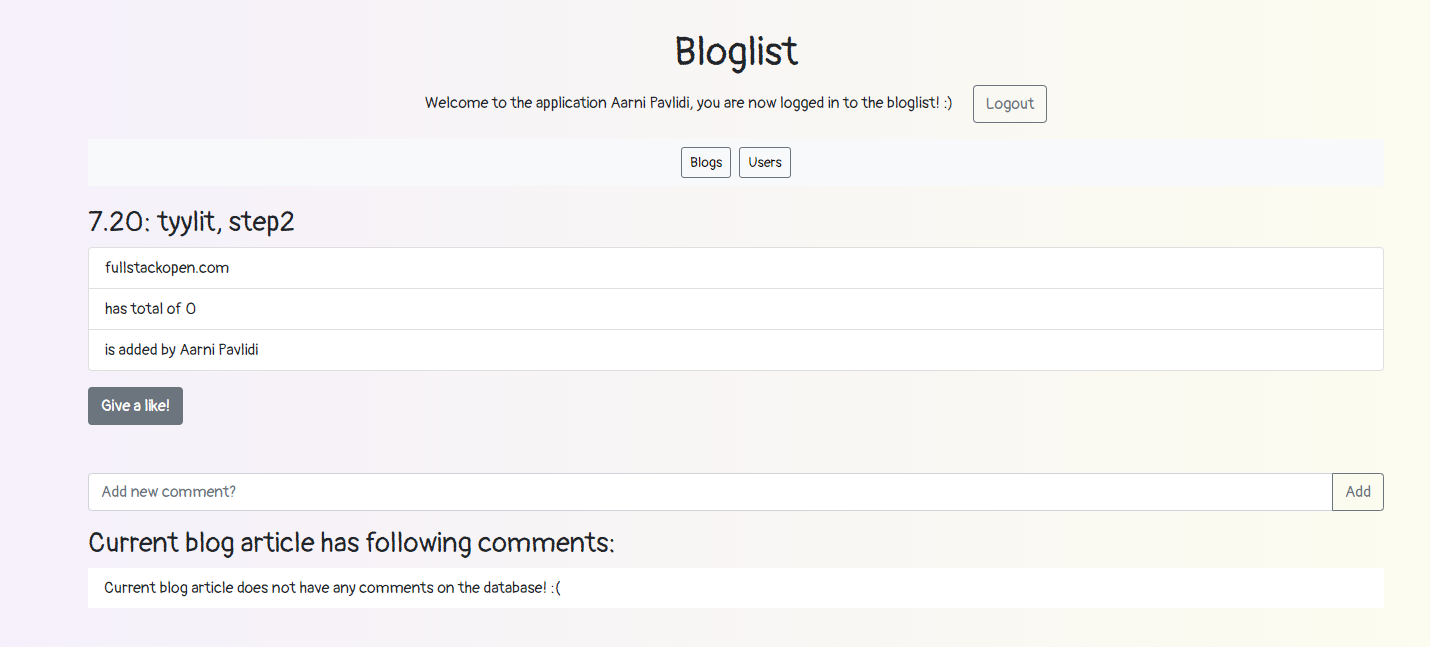 Bloglist
Welcome to the application Aarni Pavlidi, you are now logged in to the bloglist! :) Logout
Blogs Users
7.20: tyylit, step2
fullstackopen.com
has total of 0
is added by Aarni Pavlidi
Give a like!
Add new comment? Add
Current blog article has following comments:
Current blog article does not have any comments on the database! :(